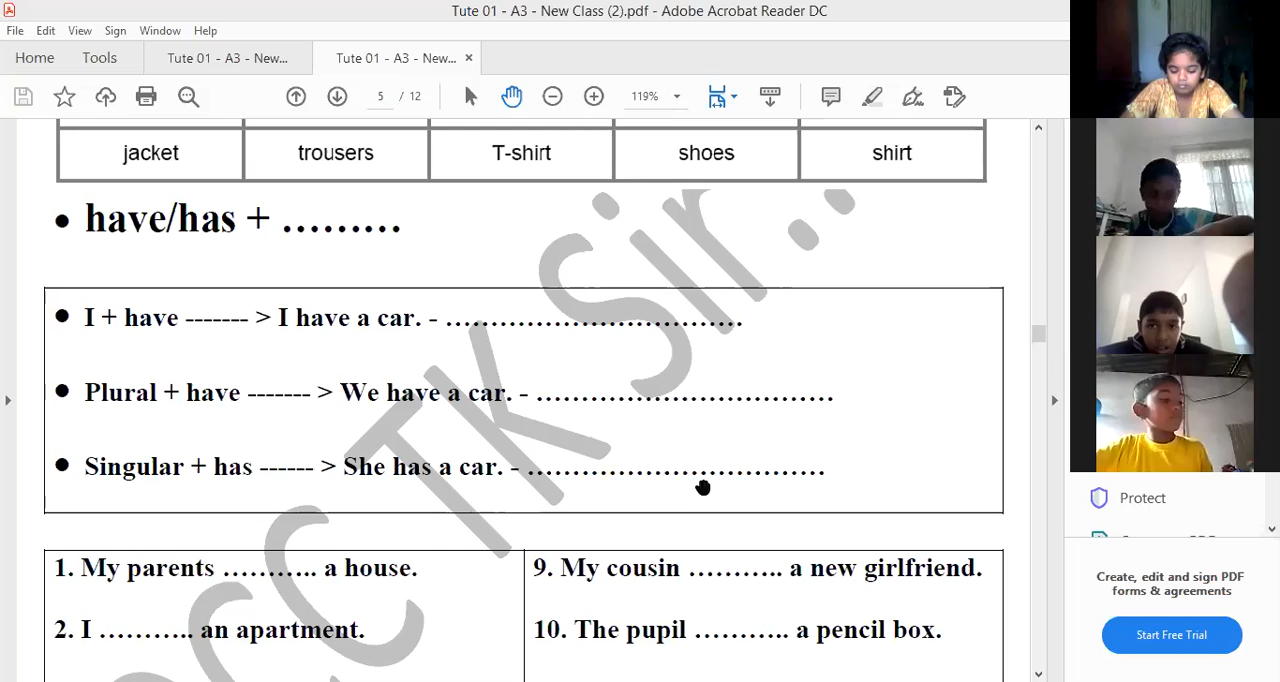 Tute 01 - A3 - New Class (2).pdf - Adobe Acrobat Reader DC
File Edit View Sign Window Help
Home Tools Tute 01 - A3 - New... Tute 01 - A3 - New... ×
5 / 12 119%
jacket trousers T-shirt shoes shirt
• have/has + ………
• I + have ------- > I have a car. - ……………………………
• Plural + have ------- > We have a car. - ……………………………
• Singular + has ------ > She has a car. - ……………………………
1. My parents ……….. a house. 9. My cousin ……….. a new girlfriend.
2. I ……….. an apartment. 10. The pupil ……….. a pencil box.
TK Sir..
Protect
Create, edit and sign PDF
forms & agreements
Start Free Trial